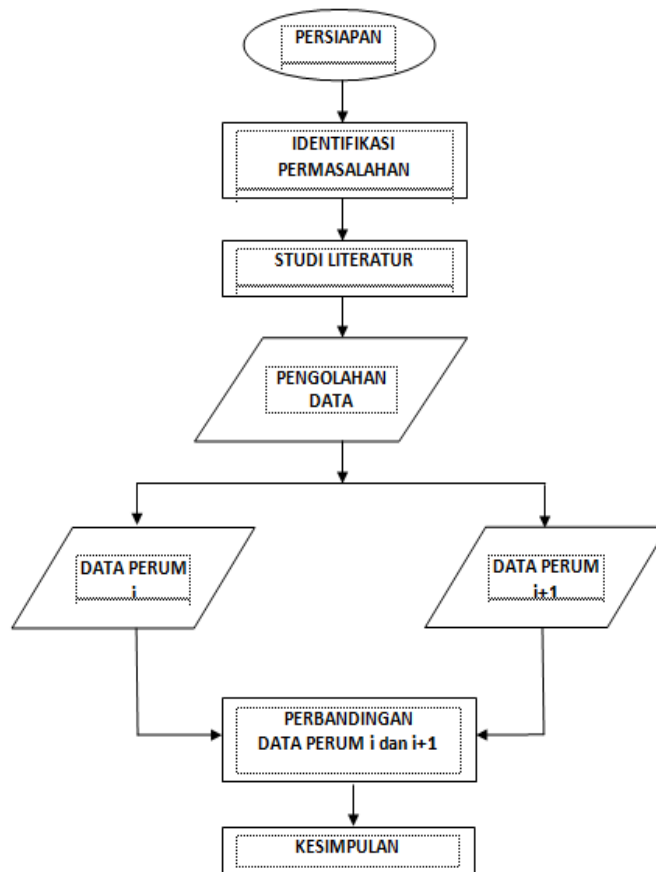 PERSIAPAN
IDENTIFIKASI
PERMASALAHAN
STUDI LITERATUR
PENGOLAHAN
DATA
DATA PERUM
i
DATA PERUM
i+1
PERBANDINGAN
DATA PERUM i dan i+1
KESIMPULAN